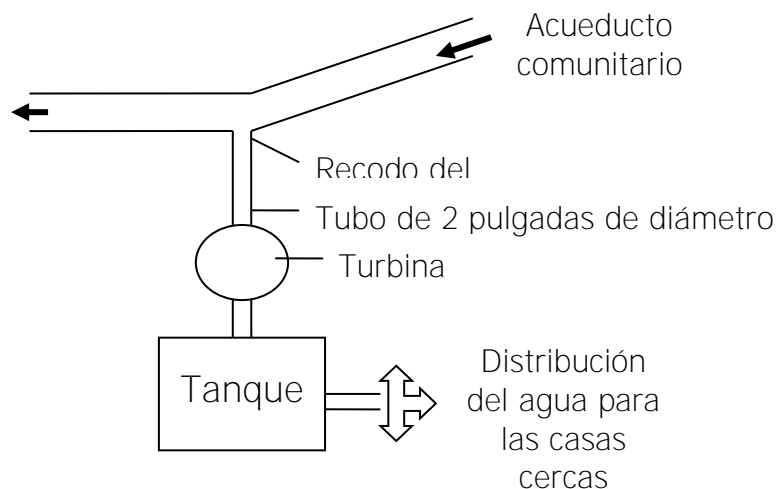 Acueducto
comunitario
Recodo del
Tubo de 2 pulgadas de diámetro
Turbina
Tanque
Distribución
del agua para
las casas
cercas